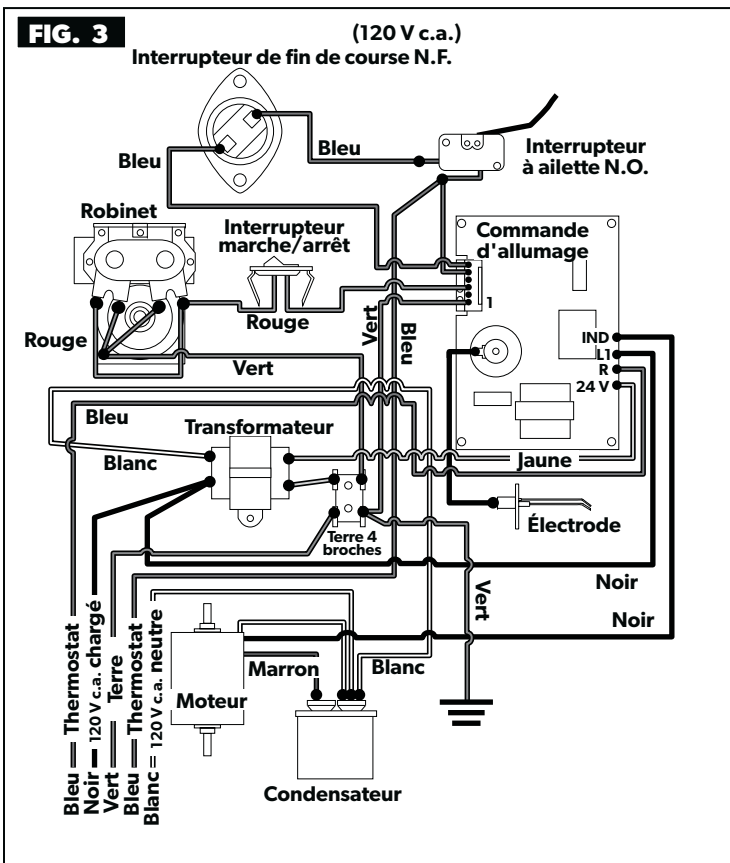 FIG. 3
(120 V c.a.)
Interrupteur de fin de course N.F.
Bleu
Bleu
Interrupteur
à ailette N.O.
Robinet
Interrupteur
marche/arrêt
Commande
d'allumage
1
Rouge
Rouge
Vert
Bleu
Vert
IND
L1
R
24 V
Bleu
Transformateur
Blanc
Jaune
Électrode
Terre 4
broches
Vert
Noir
Noir
Marron
Blanc
Moteur
Condensateur
Bleu Thermostat
Noir 120 V c.a. chargé
Vert Terre
Bleu Thermostat
Blanc 120 V c.a. neutre